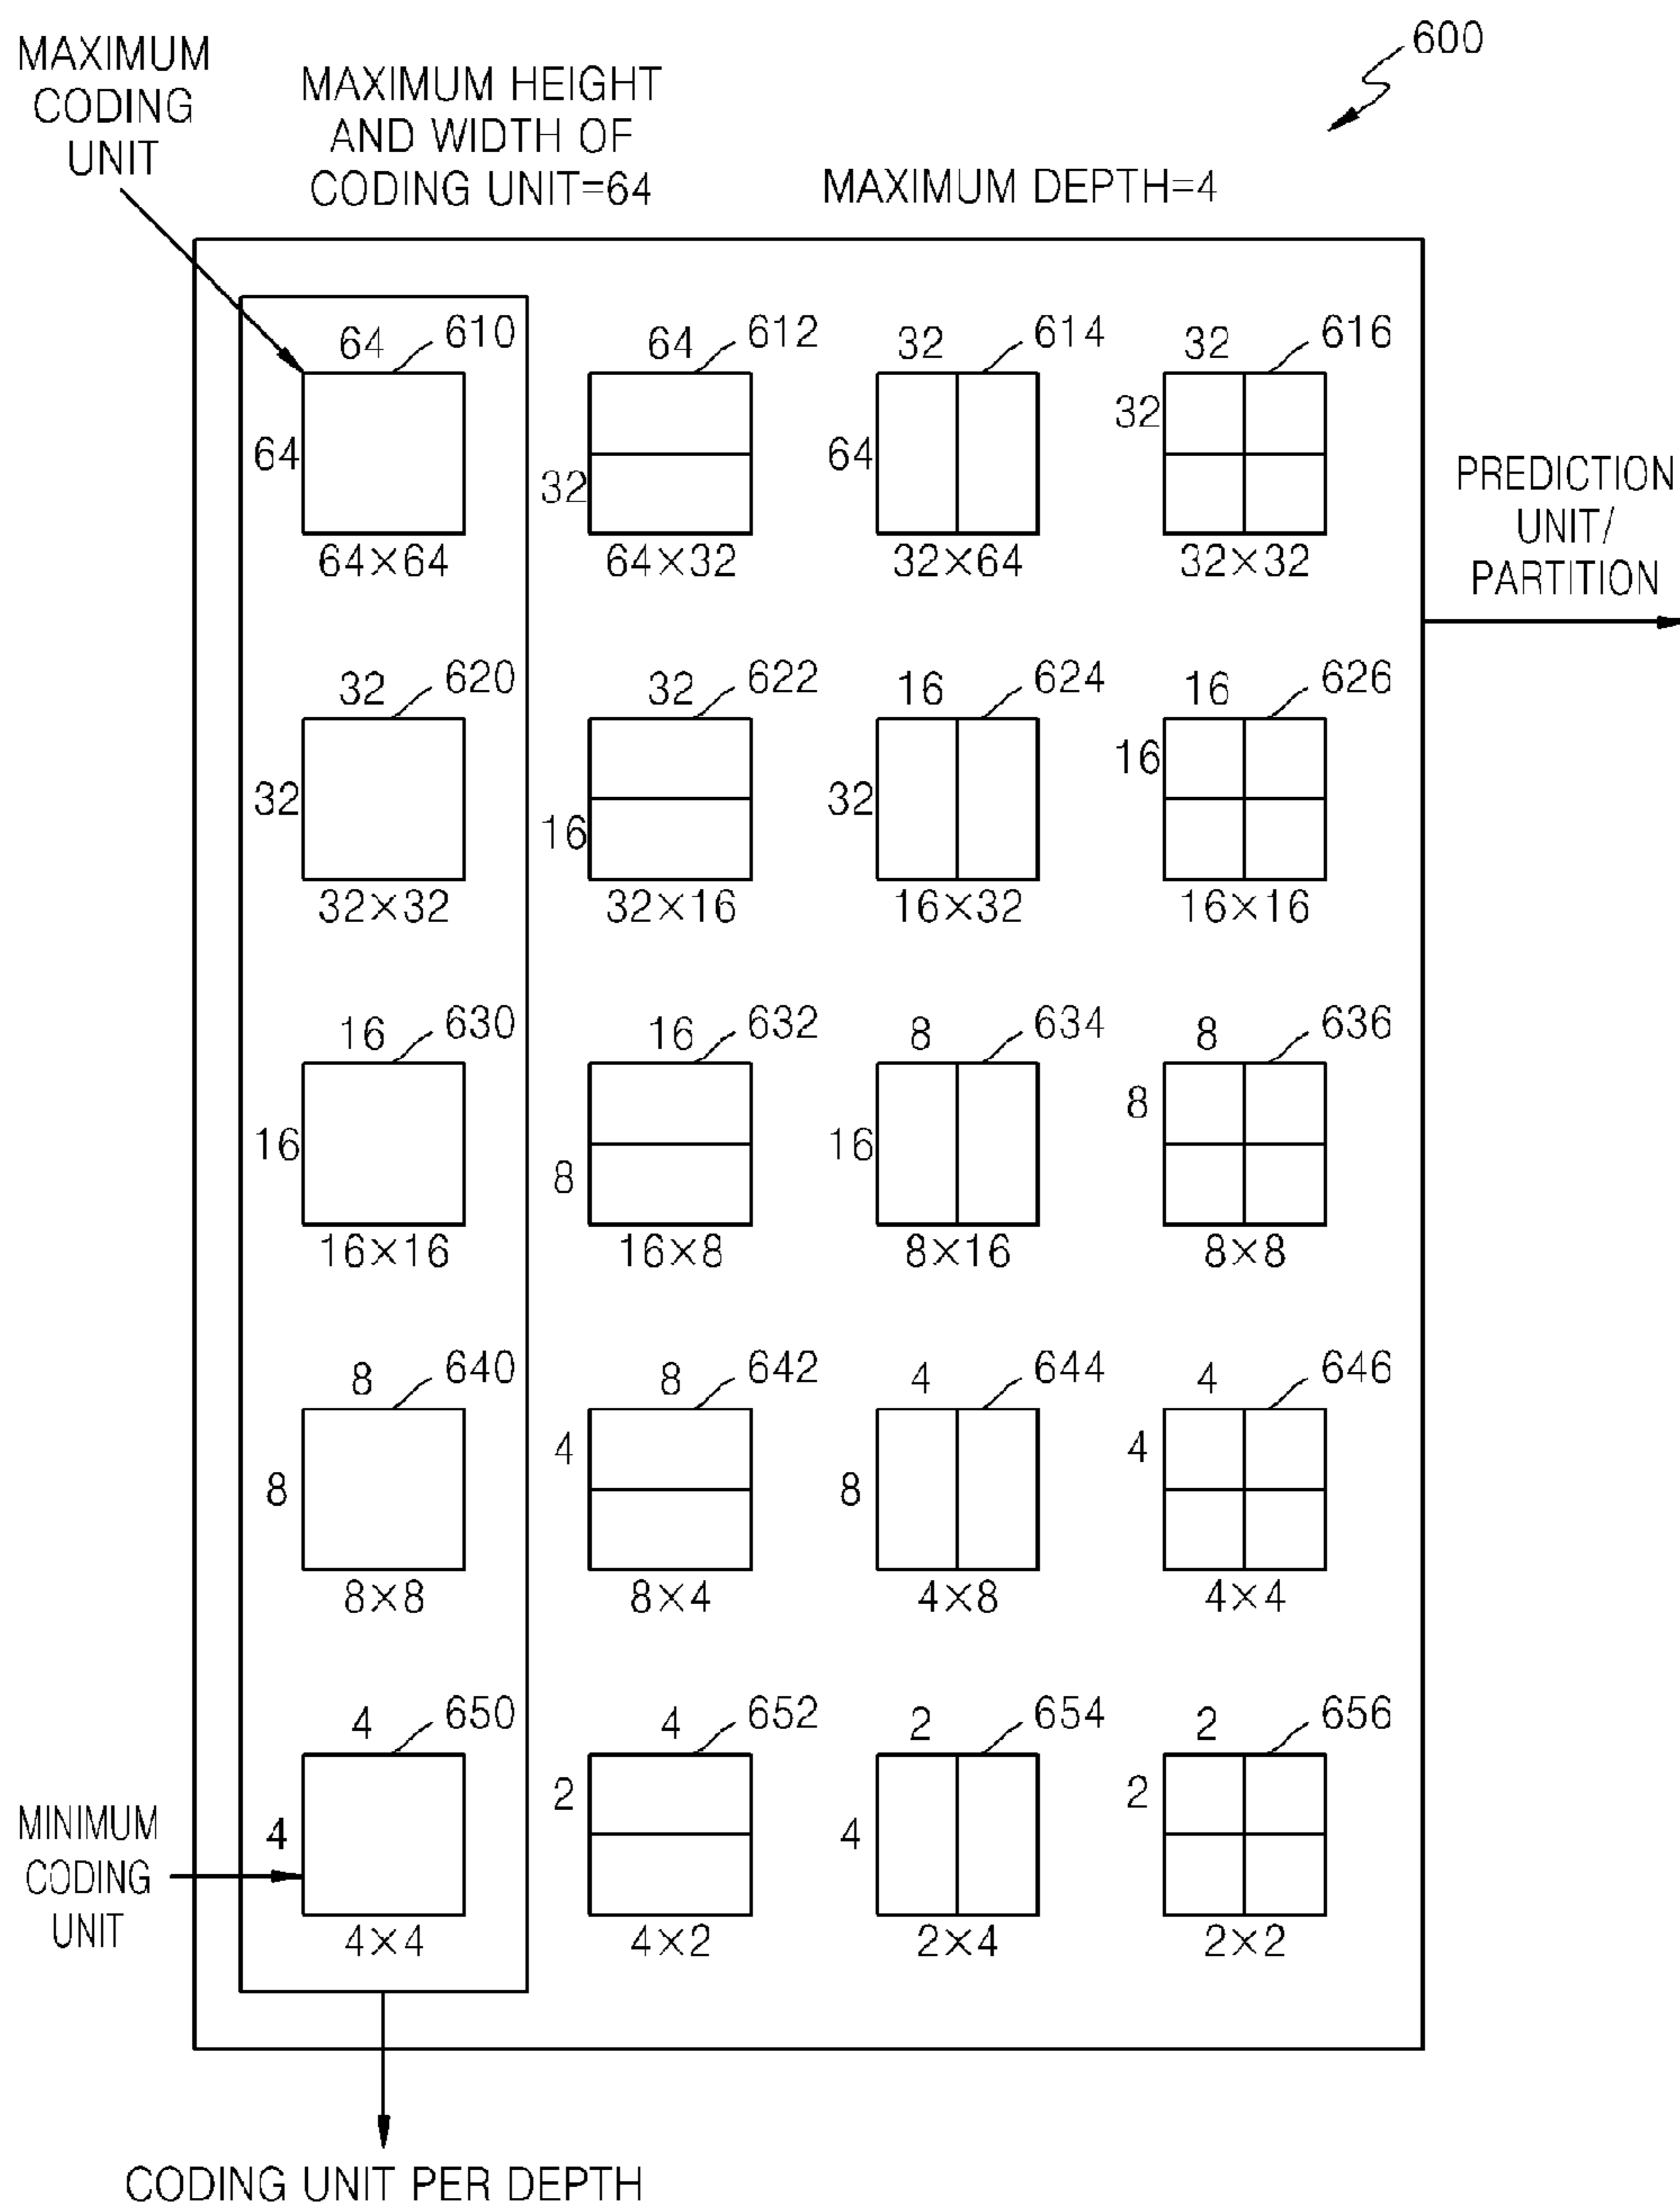 600
MAXIMUM
CODING
UNIT
MAXIMUM HEIGHT
AND WIDTH OF
CODING UNIT=64
MAXIMUM DEPTH=4
64 610 64 612 32 614 32 616
64 32 64 32
64×64 64×32 32×64 32×32
PREDICTION
UNIT/
PARTITION
32 620 32 622 16 624 16 626
32 16 32 16
32×32 32×16 16×32 16×16
16 630 16 632 8 634 8 636
16 8 16 8
16×16 16×8 8×16 8×8
8 640 8 642 4 644 4 646
8 4 8 4
8×8 8×4 4×8 4×4
4 650 4 652 2 654 2 656
4 2 4 2
4×4 4×2 2×4 2×2
MINIMUM
CODING
UNIT
CODING UNIT PER DEPTH